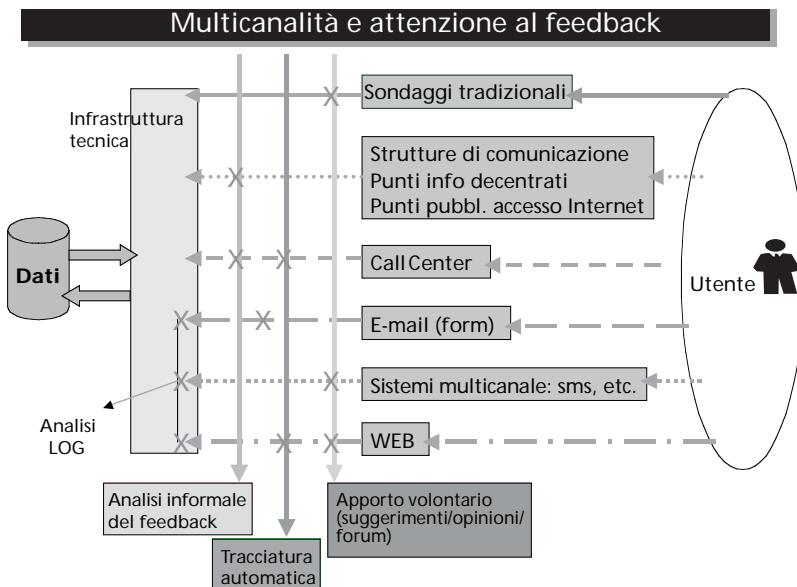 Multicanalità e attenzione al feedback
Infrastruttura
tecnica
Sondaggi tradizionali
Strutture di comunicazione
Punti info decentrati
Punti pubbl. accesso Internet
Dati
Call Center
Utente
E-mail (form)
Sistemi multicanale: sms, etc.
Analisi
LOG
WEB
Analisi informale
del feedback
Apporto volontario
(suggerimenti/opinioni/
forum)
Tracciatura
automatica